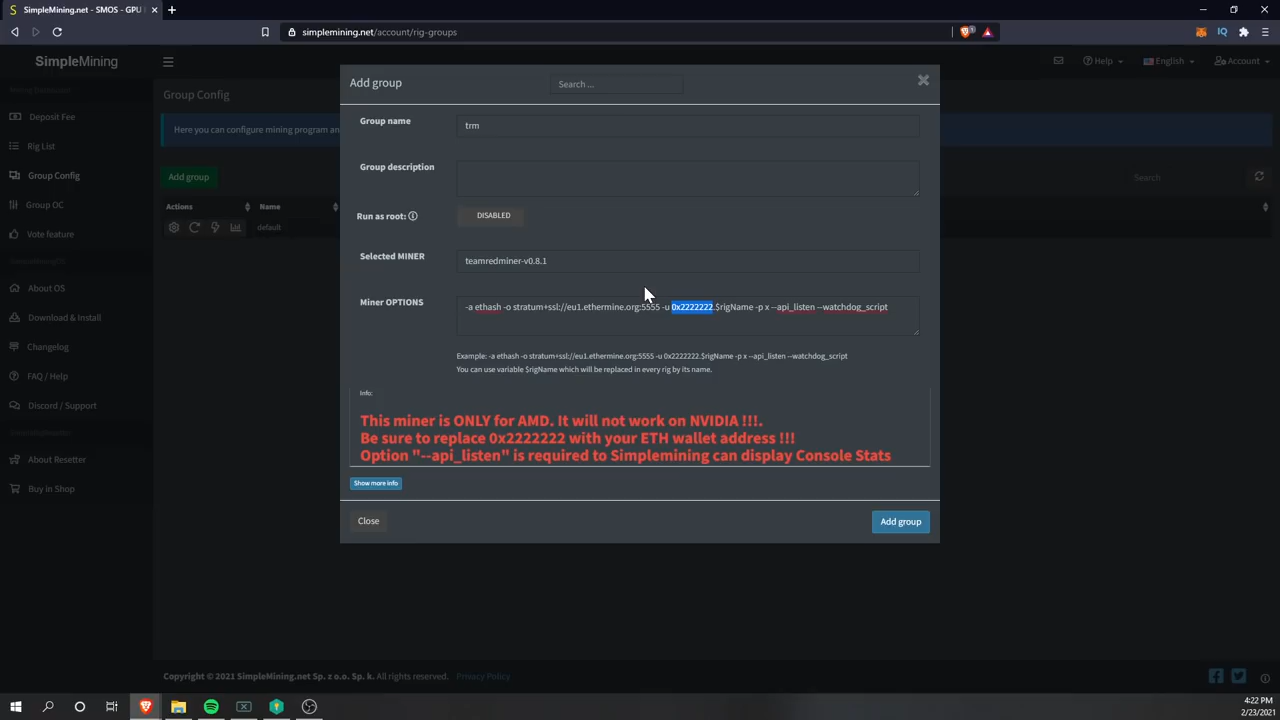 SimpleMining.net - SMOS - GPU
simplemining.net/account/rig-groups
SimpleMining
Help
English
Account
Deposit Fee
Rig List
Group Config
Group OC
Vote feature
About OS
Download & Install
Changelog
FAQ / Help
Discord / Support
About Resetter
Buy in Shop
Group Config
Here you can configure mining program an
Add group
Search
Actions
Name
default
Add group
Search ...
Group name
trm
Group description
Run as root:
DISABLED
Selected MINER
teamredminer-v0.8.1
Miner OPTIONS
-a ethash -o stratum+ssl://eu1.ethermine.org:5555 -u 0x2222222.$rigName -p x --api_listen --watchdog_script
Example: -a ethash -o stratum+ssl://eu1.ethermine.org:5555 -u 0x2222222.$rigName -p x --api_listen --watchdog_script
You can use variable $rigName which will be replaced in every rig by its name.
Info:
This miner is ONLY for AMD. It will not work on NVIDIA !!!.
Be sure to replace 0x2222222 with your ETH wallet address !!!
Option "--api_listen" is required to Simplemining can display Console Stats
Show more info
Close
Add group
Copyright © 2021 SimpleMining.net Sp. z o.o. Sp. k. All rights reserved.
Privacy Policy
4:22 PM
2/23/2021